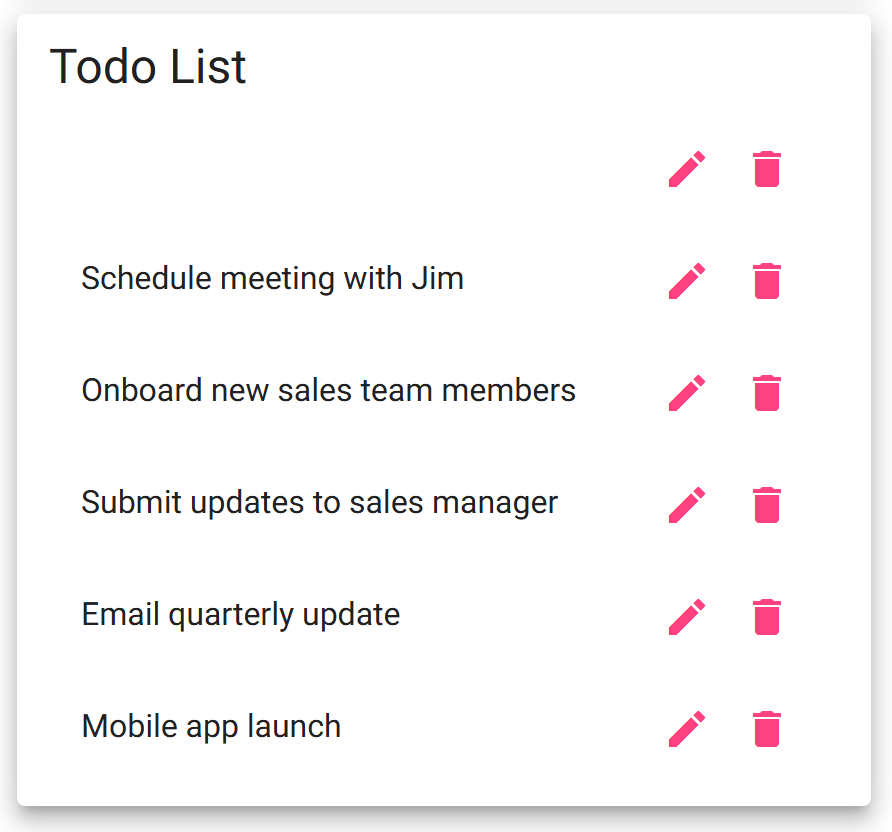 Todo List
Schedule meeting with Jim
Onboard new sales team members
Submit updates to sales manager
Email quarterly update
Mobile app launch